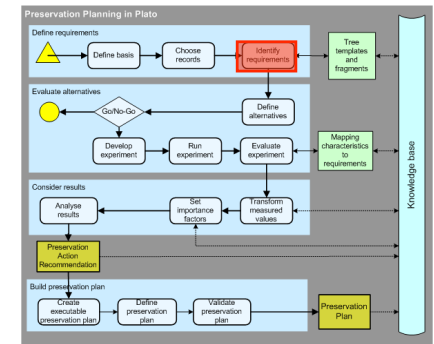 Preservation Planning in Plato
Define requirements
Define basis
Choose
records
Identify
requirements
Tree
templates
and
fragments
Evaluate alternatives
Go/No-Go
Define
alternatives
Develop
experiment
Run
experiment
Evaluate
experiment
Mapping
characteristics
to
requirements
Knowledge base
Consider results
Analyse
results
Set
importance
factors
Transform
measured
values
Preservation
Action
Recommendation
Build preservation plan
Create
executable
preservation plan
Define
preservation
plan
Validate
preservation
plan
Preservation
Plan